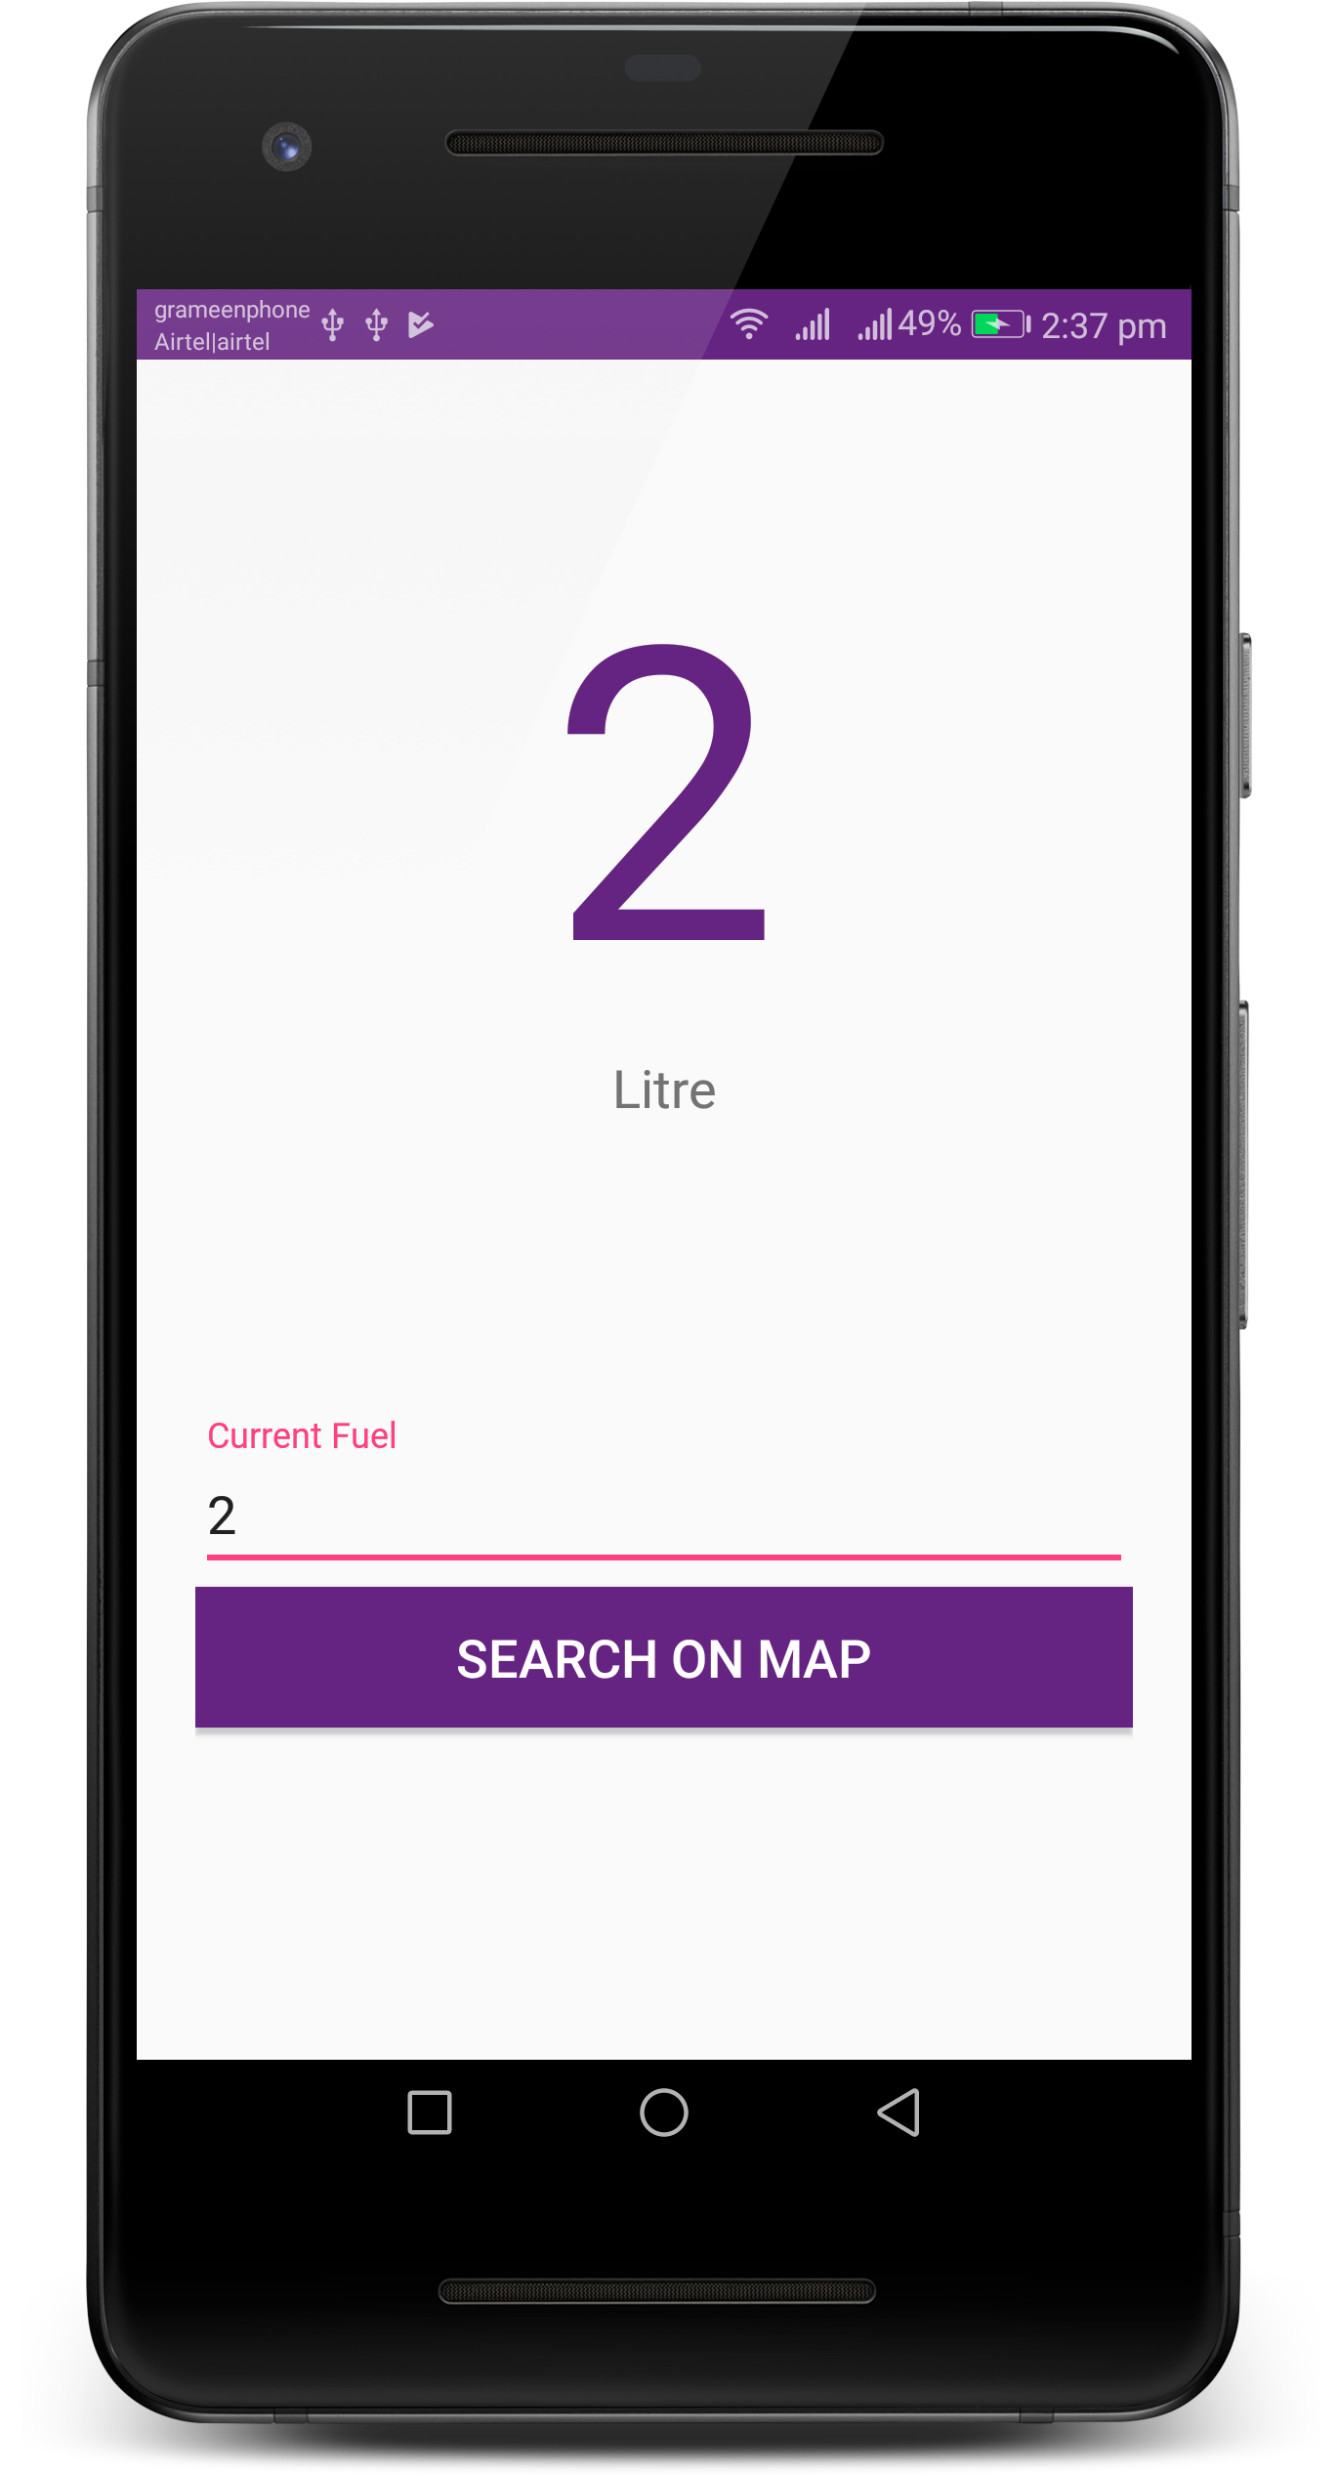 grameenphone
Airtel|airtel
49% 2:37 pm
2
Litre
Current Fuel
2
SEARCH ON MAP